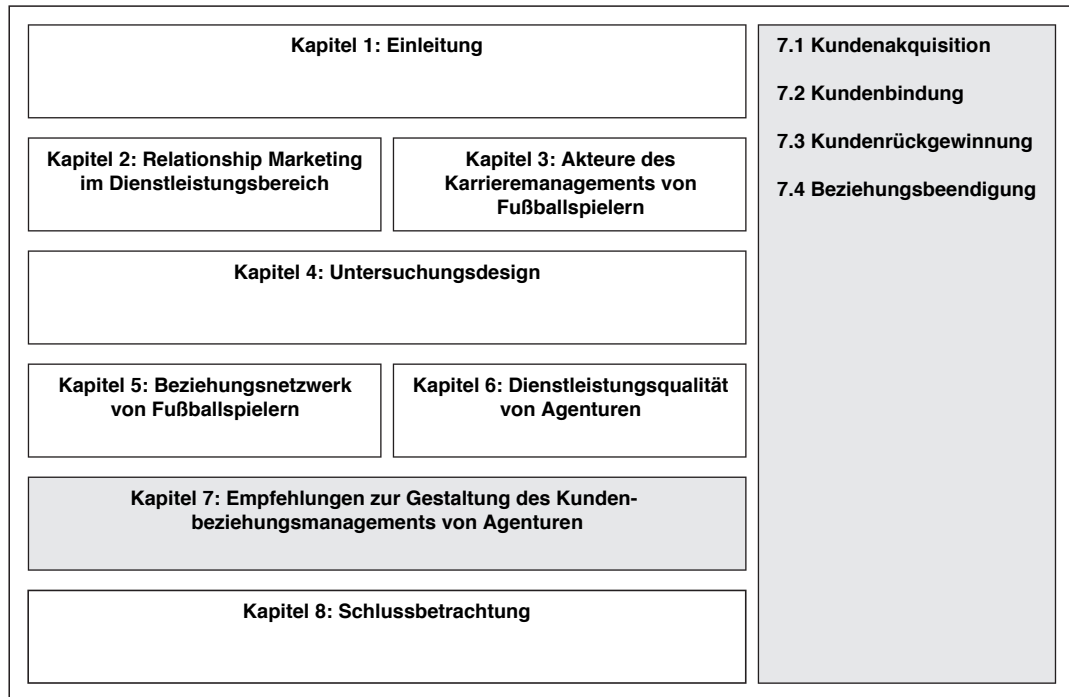 Kapitel 1: Einleitung
Kapitel 2: Relationship Marketing
im Dienstleistungsbereich
Kapitel 3: Akteure des
Karrieremanagements von
Fußballspielern
Kapitel 4: Untersuchungsdesign
Kapitel 5: Beziehungsnetzwerk
von Fußballspielern
Kapitel 6: Dienstleistungsqualität
von Agenturen
Kapitel 7: Empfehlungen zur Gestaltung des Kunden-
beziehungsmanagements von Agenturen
Kapitel 8: Schlussbetrachtung
7.1 Kundenakquisition
7.2 Kundenbindung
7.3 Kundenrückgewinnung
7.4 Beziehungsbeendigung